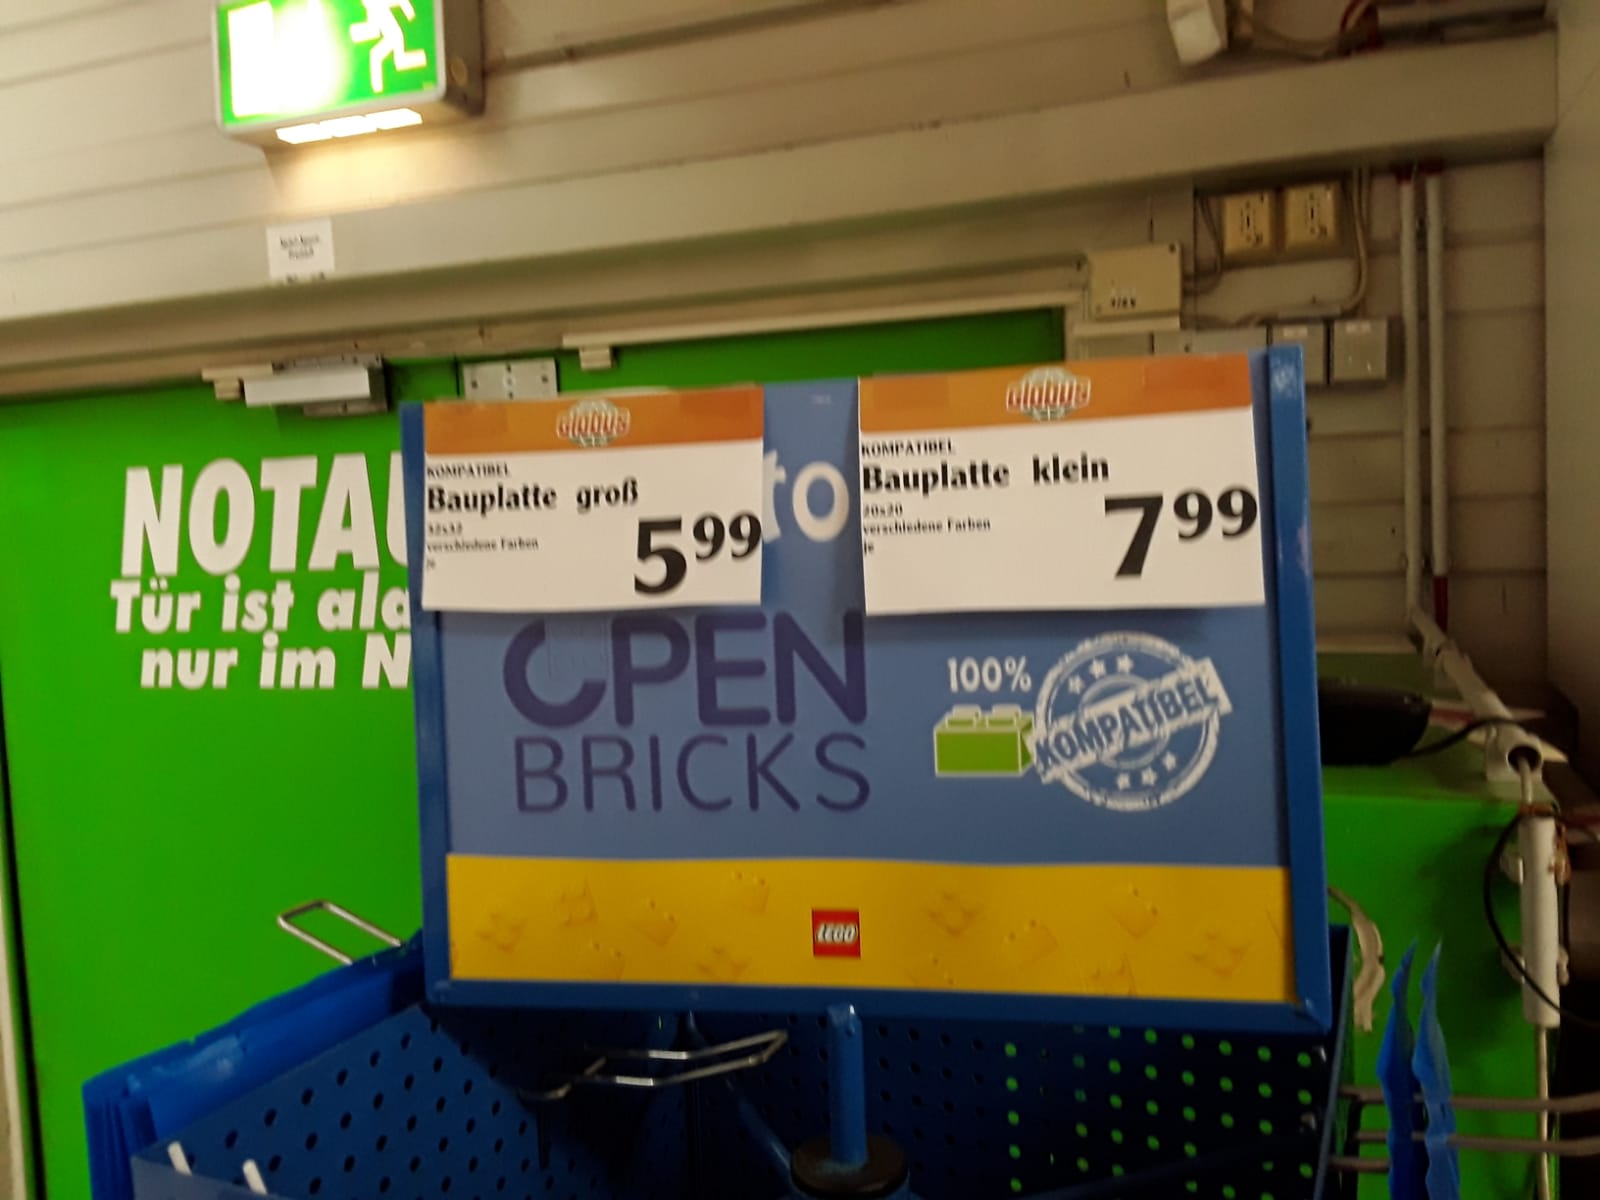 NOTAU
Tür ist ala
nur im N
Globus
KOMPATIBEL
Bauplatte groß
32x32
verschiedene Farben
je
5 99
to
Globus
KOMPATIBEL
Bauplatte klein
20x20
verschiedene Farben
je
7 99
OPEN
BRICKS
100%
KOMPATIBEL
LEGO